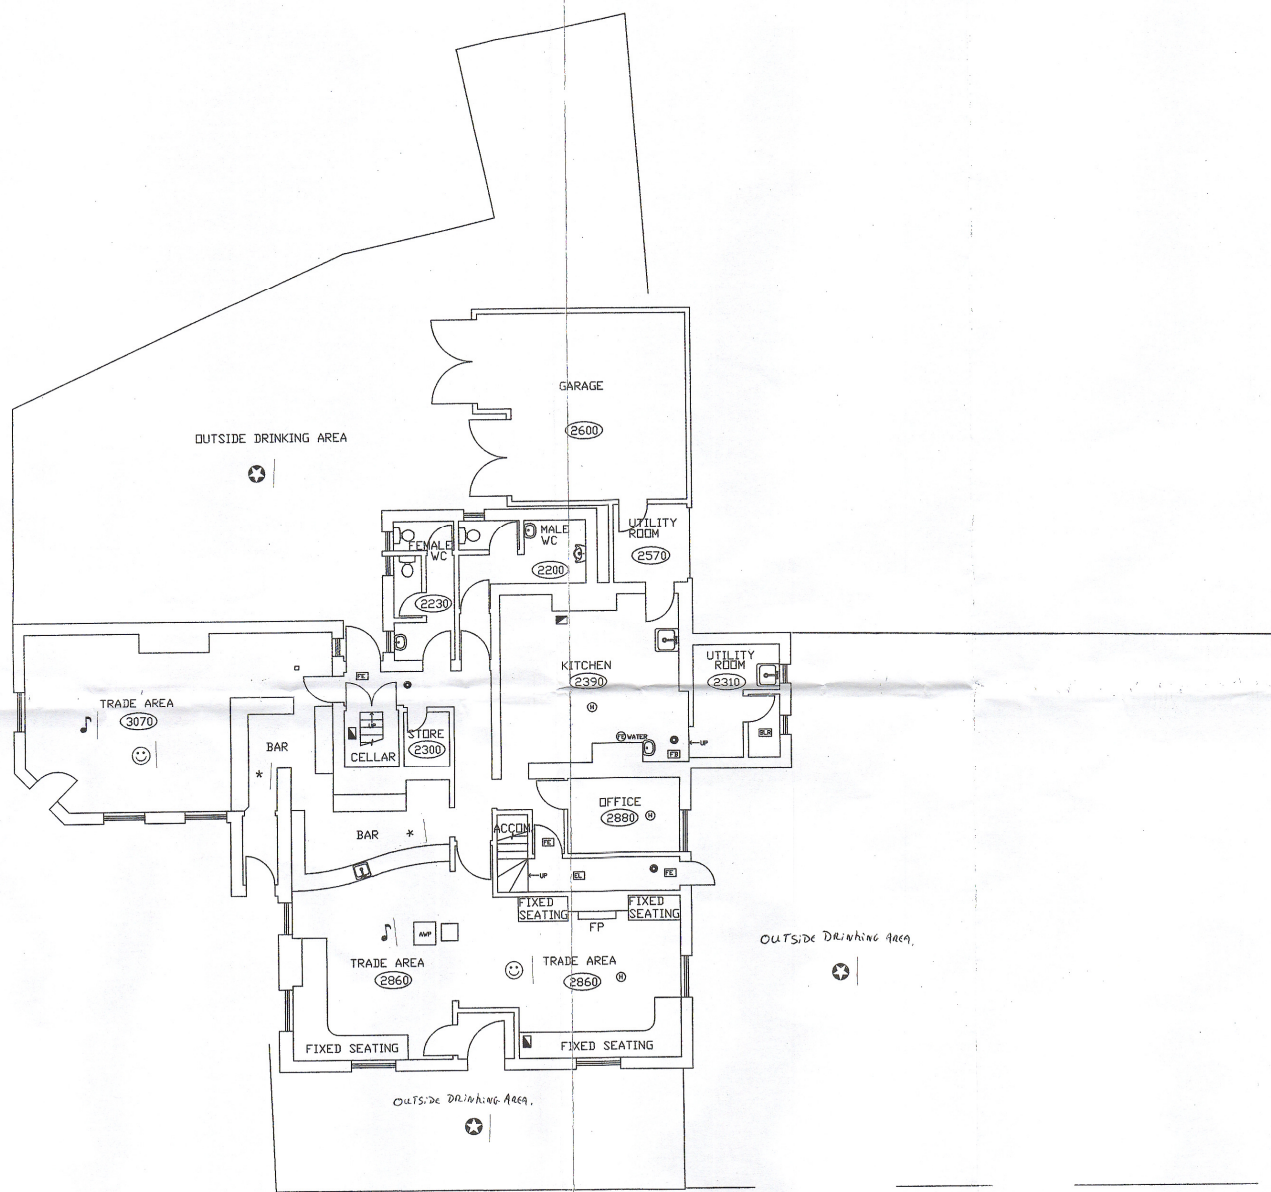 GARAGE
2600
OUTSIDE DRINKING AREA
UTILITY
ROOM
2570
MALE
WC
2200
FEMALE
WC
2230
KITCHEN
2390
H
FE WATER
FB
UP
UTILITY
ROOM
2310
BLR
FE
TRADE AREA
3070
BAR
*
UP
CELLAR
STORE
2300
BAR
*
OFFICE
2880
H
ACCOM
FE
UP
EL
FE
FIXED
SEATING
FIXED
SEATING
FP
AWP
TRADE AREA
2860
TRADE AREA
2860
H
FIXED SEATING
FIXED SEATING
OUTSIDE DRINKING AREA.
OUTSIDE DRINKING AREA.